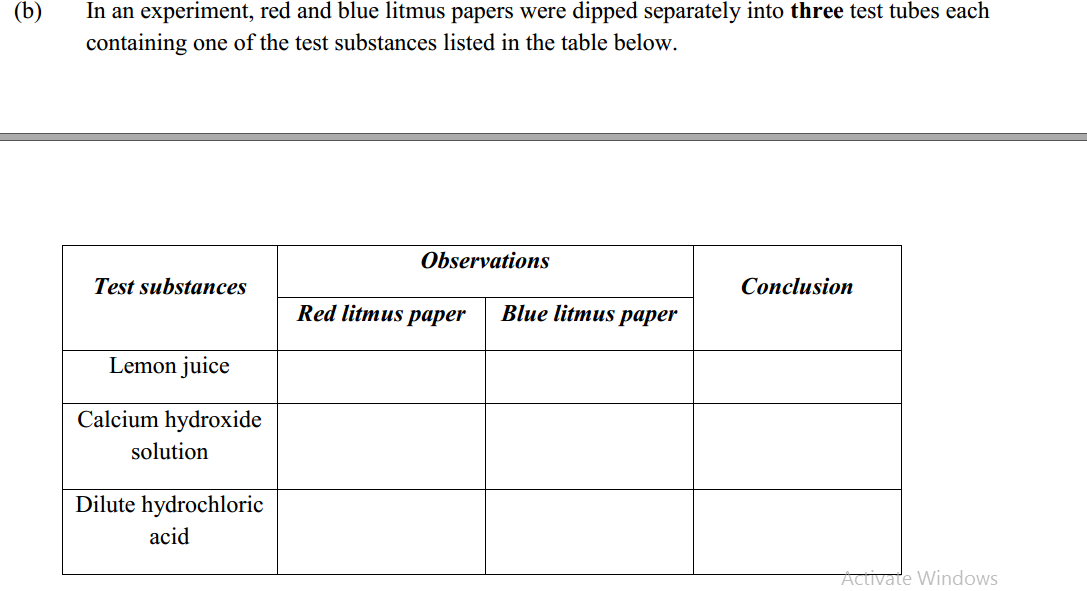 (b) In an experiment, red and blue litmus papers were dipped separately into three test tubes each
containing one of the test substances listed in the table below.
Test substances
Observations
Conclusion
Red litmus paper
Blue litmus paper
Lemon juice
Calcium hydroxide
solution
Dilute hydrochloric
acid
Activate Windows